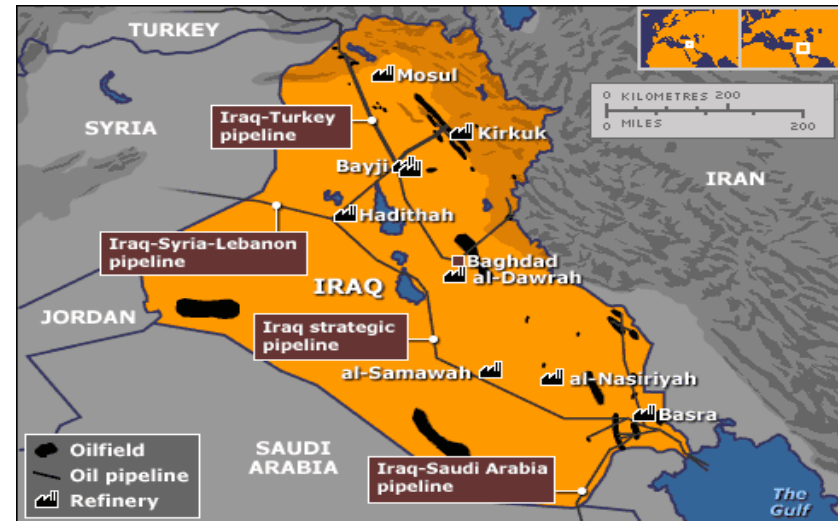 TURKEY
Mosul
0 KILOMETRES 200
0 MILES 200
SYRIA
Iraq-Turkey
pipeline
Kirkuk
Bayji
IRAN
Hadithah
Iraq-Syria-Lebanon
pipeline
Baghdad
al-Dawrah
IRAQ
JORDAN
Iraq strategic
pipeline
al-Samawah
al-Nasiriyah
Basra
SAUDI
ARABIA
Iraq-Saudi Arabia
pipeline
Oilfield
Oil pipeline
Refinery
The
Gulf